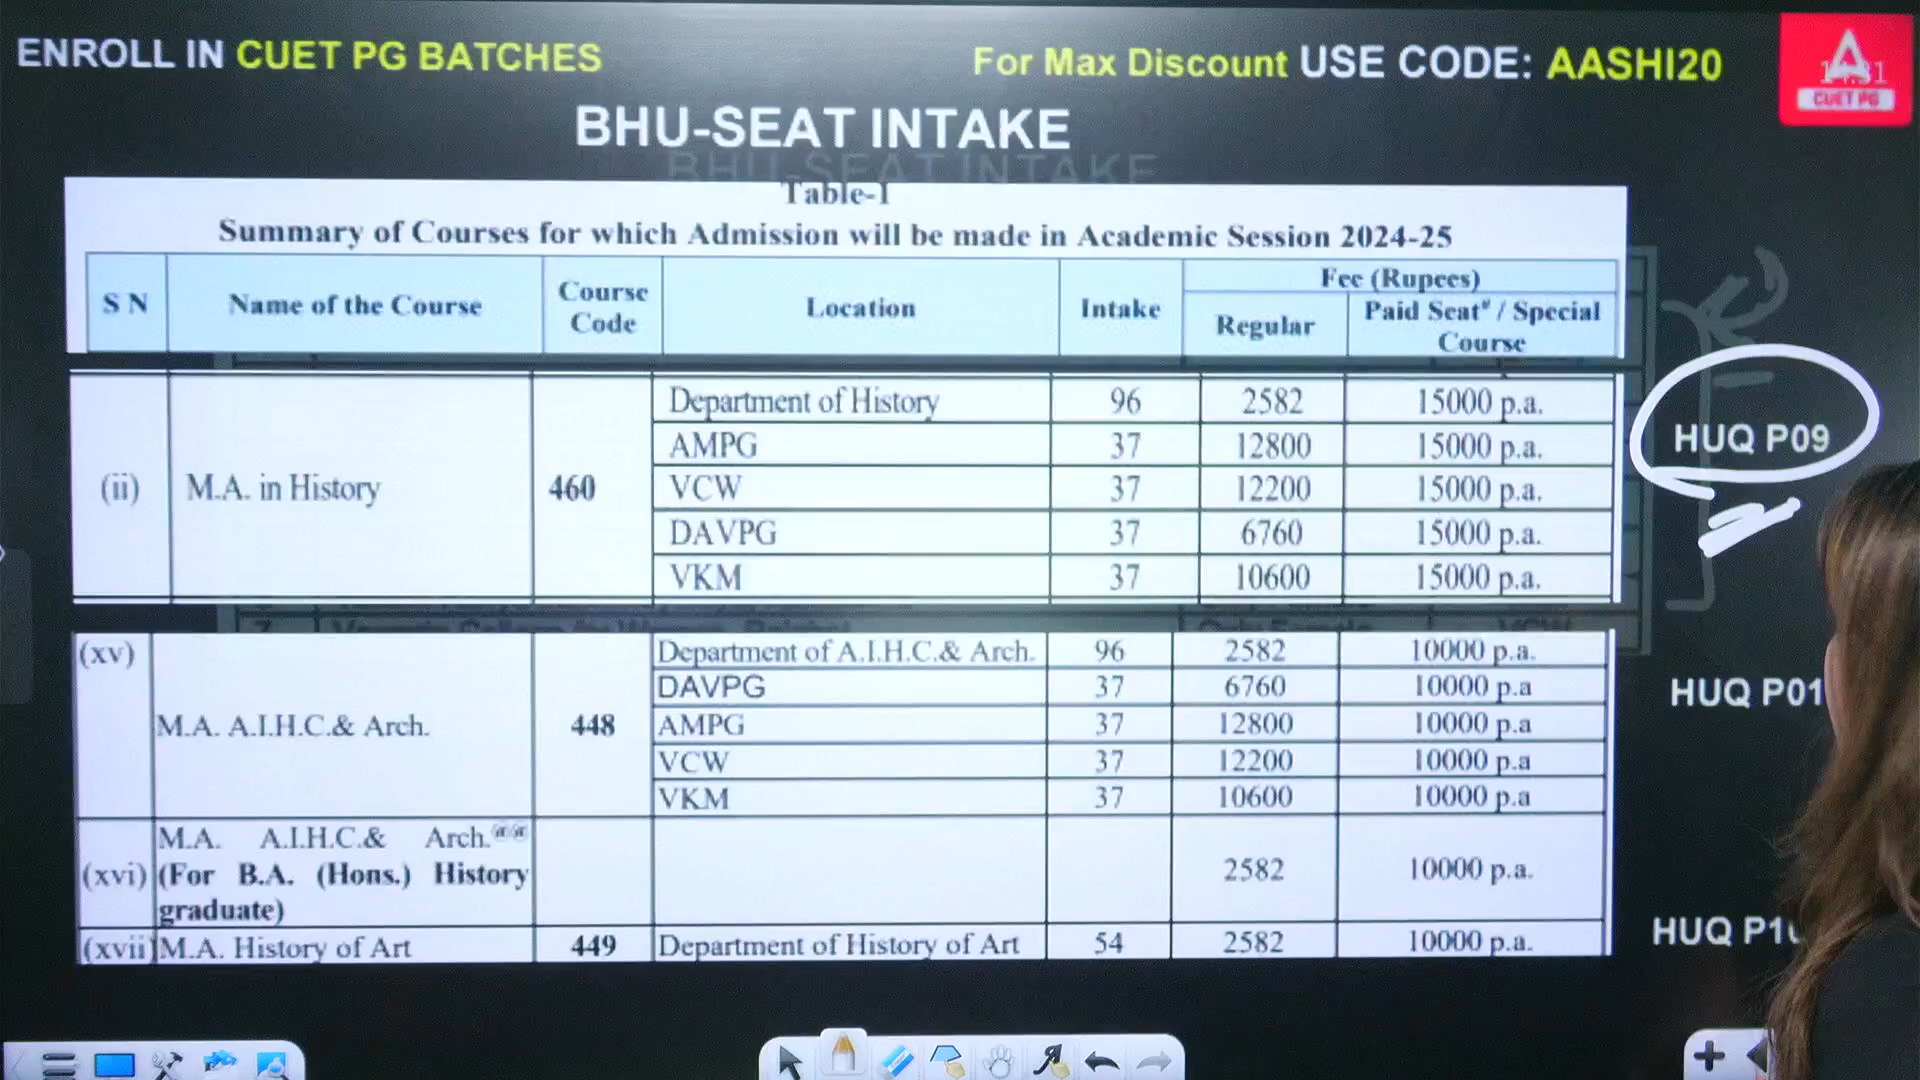 ENROLL IN CUET PG BATCHES
For Max Discount USE CODE: AASHI20
CUET PG
BHU-SEAT INTAKE
Table-I
Summary of Courses for which Admission will be made in Academic Session 2024-25
S N Name of the Course Course Code Location Intake Fee (Rupees) Regular Paid Seat# / Special Course
(ii) M.A. in History 460 Department of History 96 2582 15000 p.a.
AMPG 37 12800 15000 p.a.
VCW 37 12200 15000 p.a.
DAVPG 37 6760 15000 p.a.
VKM 37 10600 15000 p.a.
HUQ P09
(xv) M.A. A.I.H.C.& Arch. 448 Department of A.I.H.C.& Arch. 96 2582 10000 p.a.
DAVPG 37 6760 10000 p.a
AMPG 37 12800 10000 p.a
VCW 37 12200 10000 p.a
VKM 37 10600 10000 p.a
HUQ P01
(xvi) M.A. A.I.H.C.& Arch.@@ (For B.A. (Hons.) History graduate) 2582 10000 p.a.
(xvii) M.A. History of Art 449 Department of History of Art 54 2582 10000 p.a.
HUQ